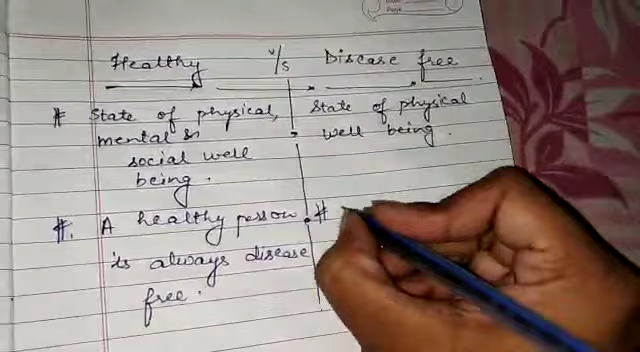 Healthy v/s Disease free
# State of physical, mental & social well being.
State of physical well being.
#. A healthy person is always disease free.
#